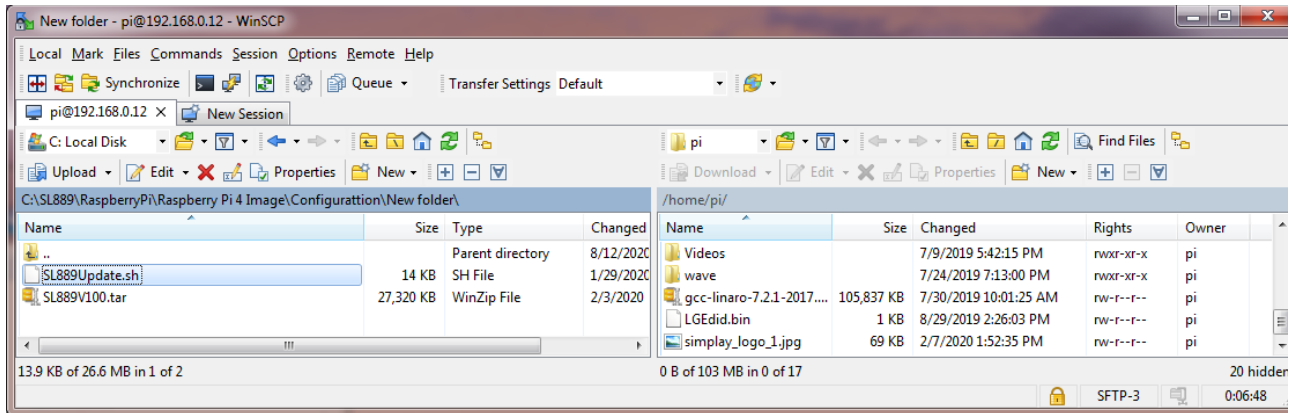 New folder - pi@192.168.0.12 - WinSCP
Local Mark Files Commands Session Options Remote Help
Synchronize Queue Transfer Settings Default
pi@192.168.0.12 New Session
C: Local Disk pi Find Files
Upload Edit Properties New Download Edit Properties New
C:\SL889\RaspberryPi\Raspberry Pi 4 Image\Configurattion\New folder\ /home/pi/
Name Size Type Changed Name Size Changed Rights Owner
.. Parent directory 8/12/2020 Videos 7/9/2019 5:42:15 PM rwxr-xr-x pi
SL889Update.sh 14 KB SH File 1/29/2020 wave 7/24/2019 7:13:00 PM rwxr-xr-x pi
SL889V100.tar 27,320 KB WinZip File 2/3/2020 gcc-linaro-7.2.1-2017.... 105,837 KB 7/30/2019 10:01:25 AM rw-r--r-- pi
LGEdid.bin 1 KB 8/29/2019 2:26:03 PM rw-r--r-- pi
simplay_logo_1.jpg 69 KB 2/7/2020 1:52:35 PM rw-r--r-- pi
13.9 KB of 26.6 MB in 1 of 2 0 B of 103 MB in 0 of 17 20 hidden
SFTP-3 0:06:48